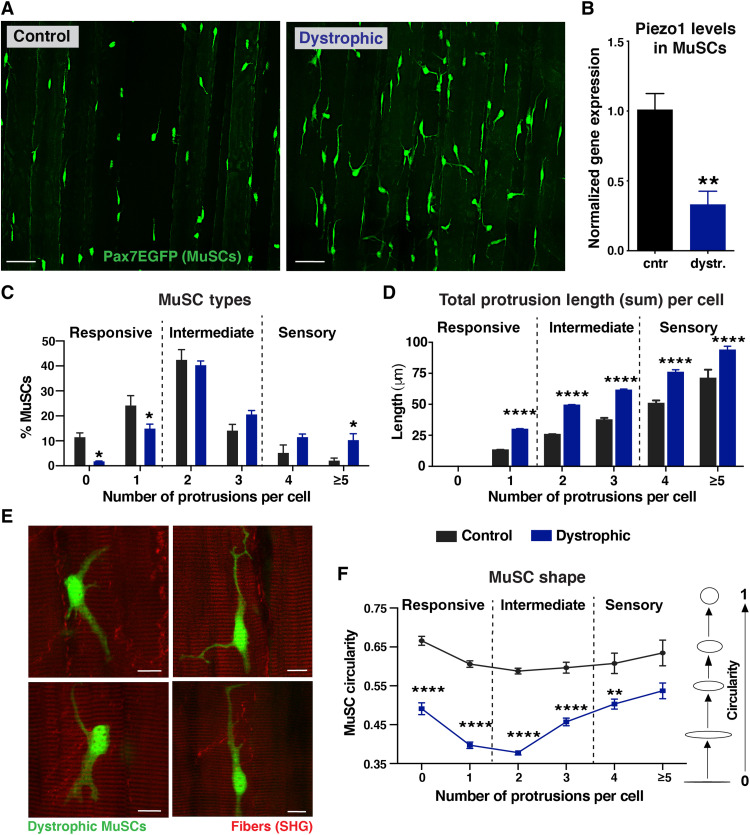 A
Control
Dystrophic
Pax7EGFP (MuSCs)
B
Piezo1 levels
in MuSCs
Normalized gene expression
1.5
1.0
0.5
0.0
**
cntr
dystr.
C
MuSC types
Responsive
Intermediate
Sensory
% MuSCs
50
40
30
20
10
0
*
*
*
0
1
2
3
4
≥5
Number of protrusions per cell
D
Total protrusion length (sum) per cell
Responsive
Intermediate
Sensory
Length (μm)
100
75
50
25
0
****
****
****
****
****
0
1
2
3
4
≥5
Number of protrusions per cell
Control
Dystrophic
E
Dystrophic MuSCs
Fibers (SHG)
F
MuSC shape
Responsive
Intermediate
Sensory
MuSC circularity
0.75
0.65
0.55
0.45
0.35
****
****
****
****
**
0
1
2
3
4
≥5
Number of protrusions per cell
1
Circularity
0